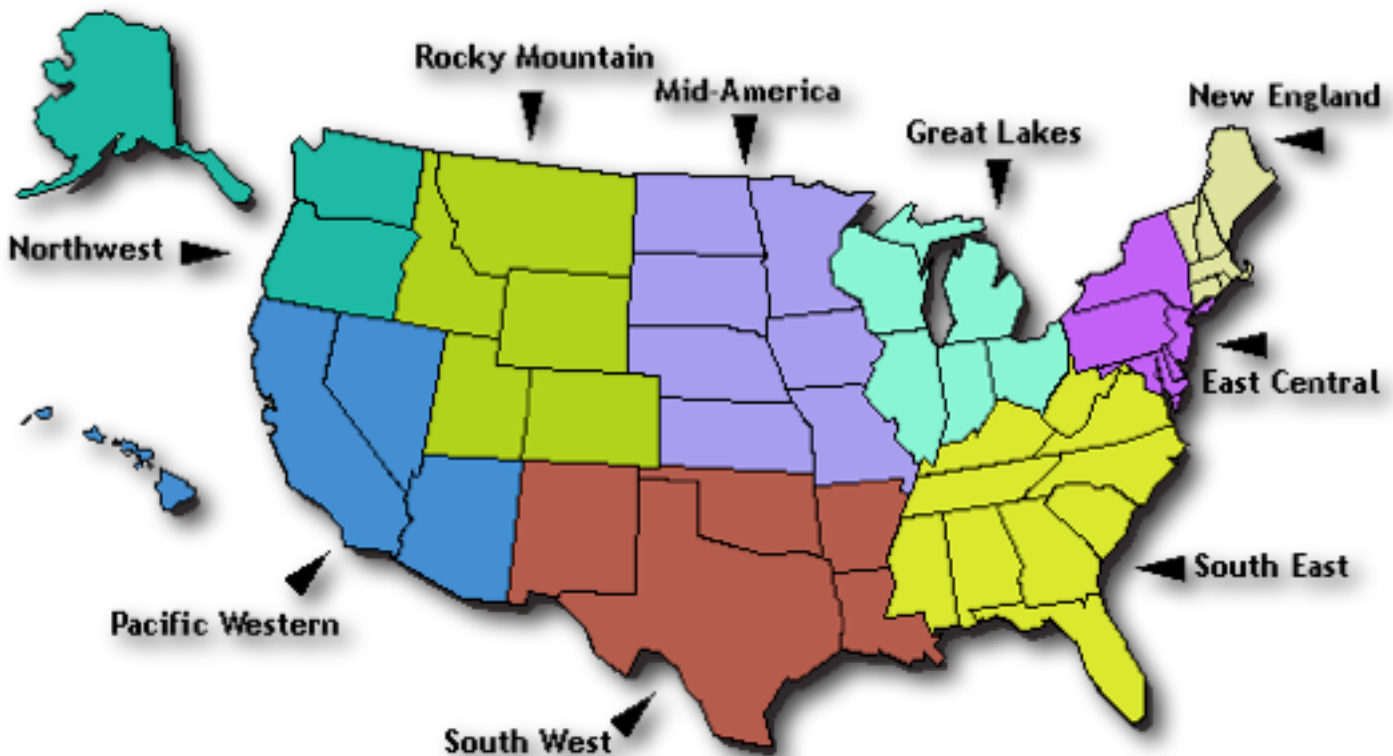 Rocky Mountain
Mid-America
New England
Great Lakes
Northwest
East Central
South East
Pacific Western
South West